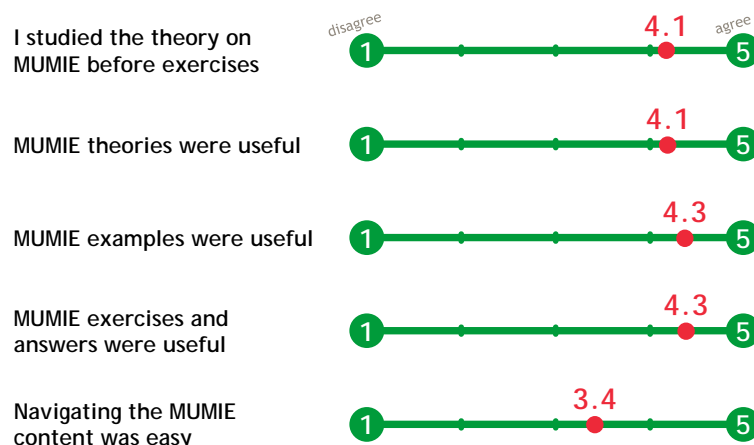 disagree
agree
I studied the theory on
MUMIE before exercises
1
4.1
5
MUMIE theories were useful
1
4.1
5
MUMIE examples were useful
1
4.3
5
MUMIE exercises and
answers were useful
1
4.3
5
Navigating the MUMIE
content was easy
1
3.4
5